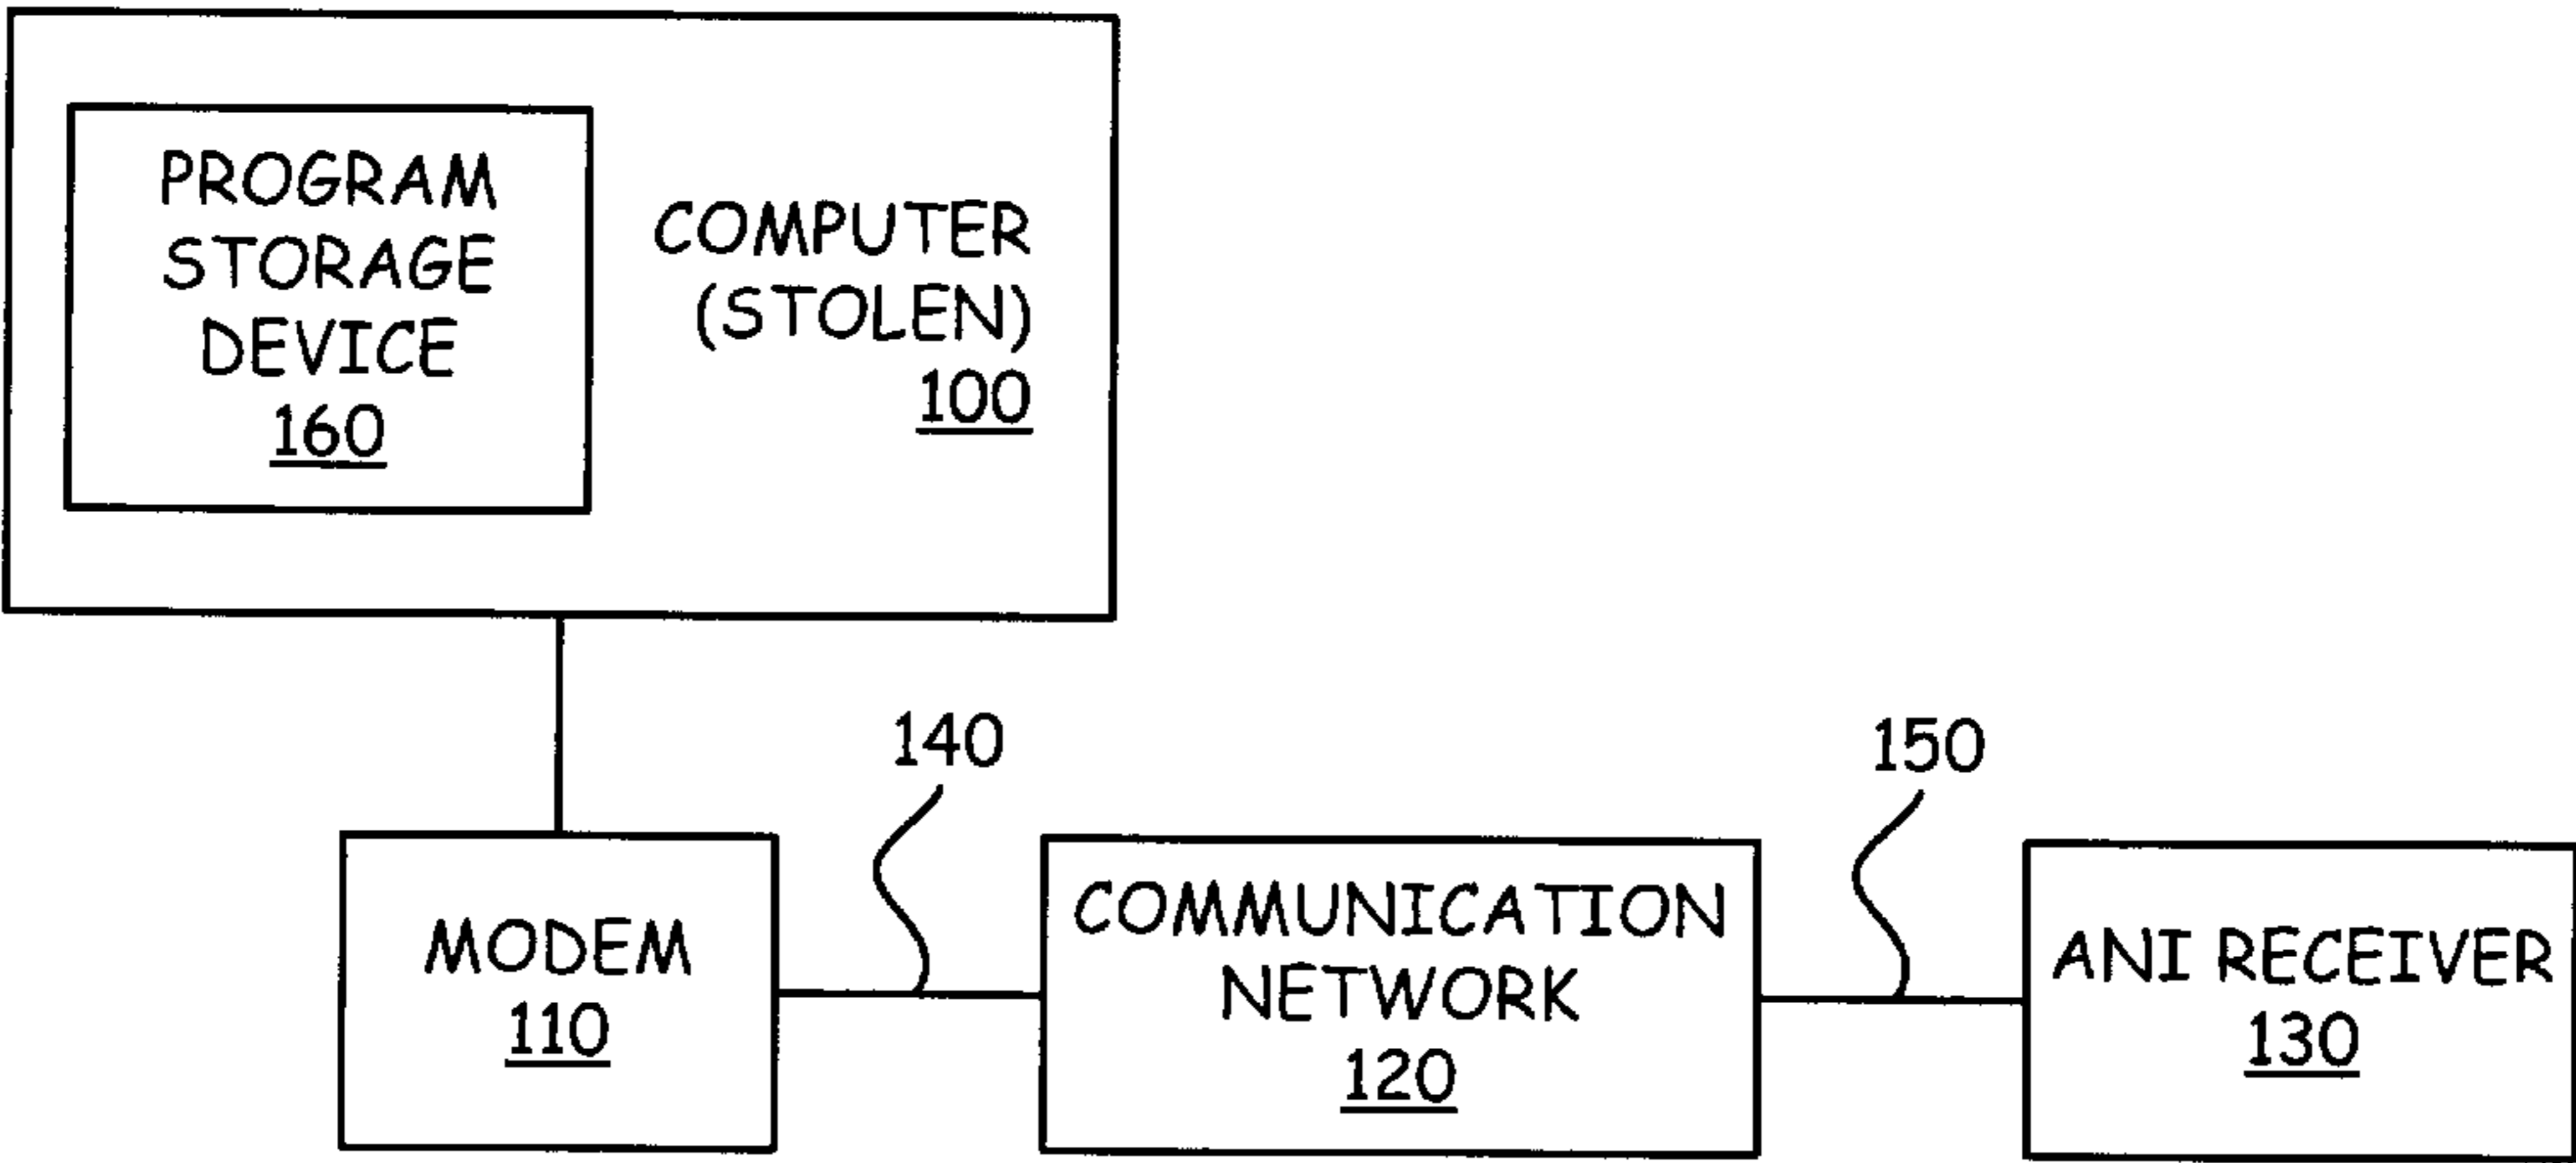 PROGRAM
STORAGE
DEVICE
160
COMPUTER
(STOLEN)
100
140
150
MODEM
110
COMMUNICATION
NETWORK
120
ANI RECEIVER
130